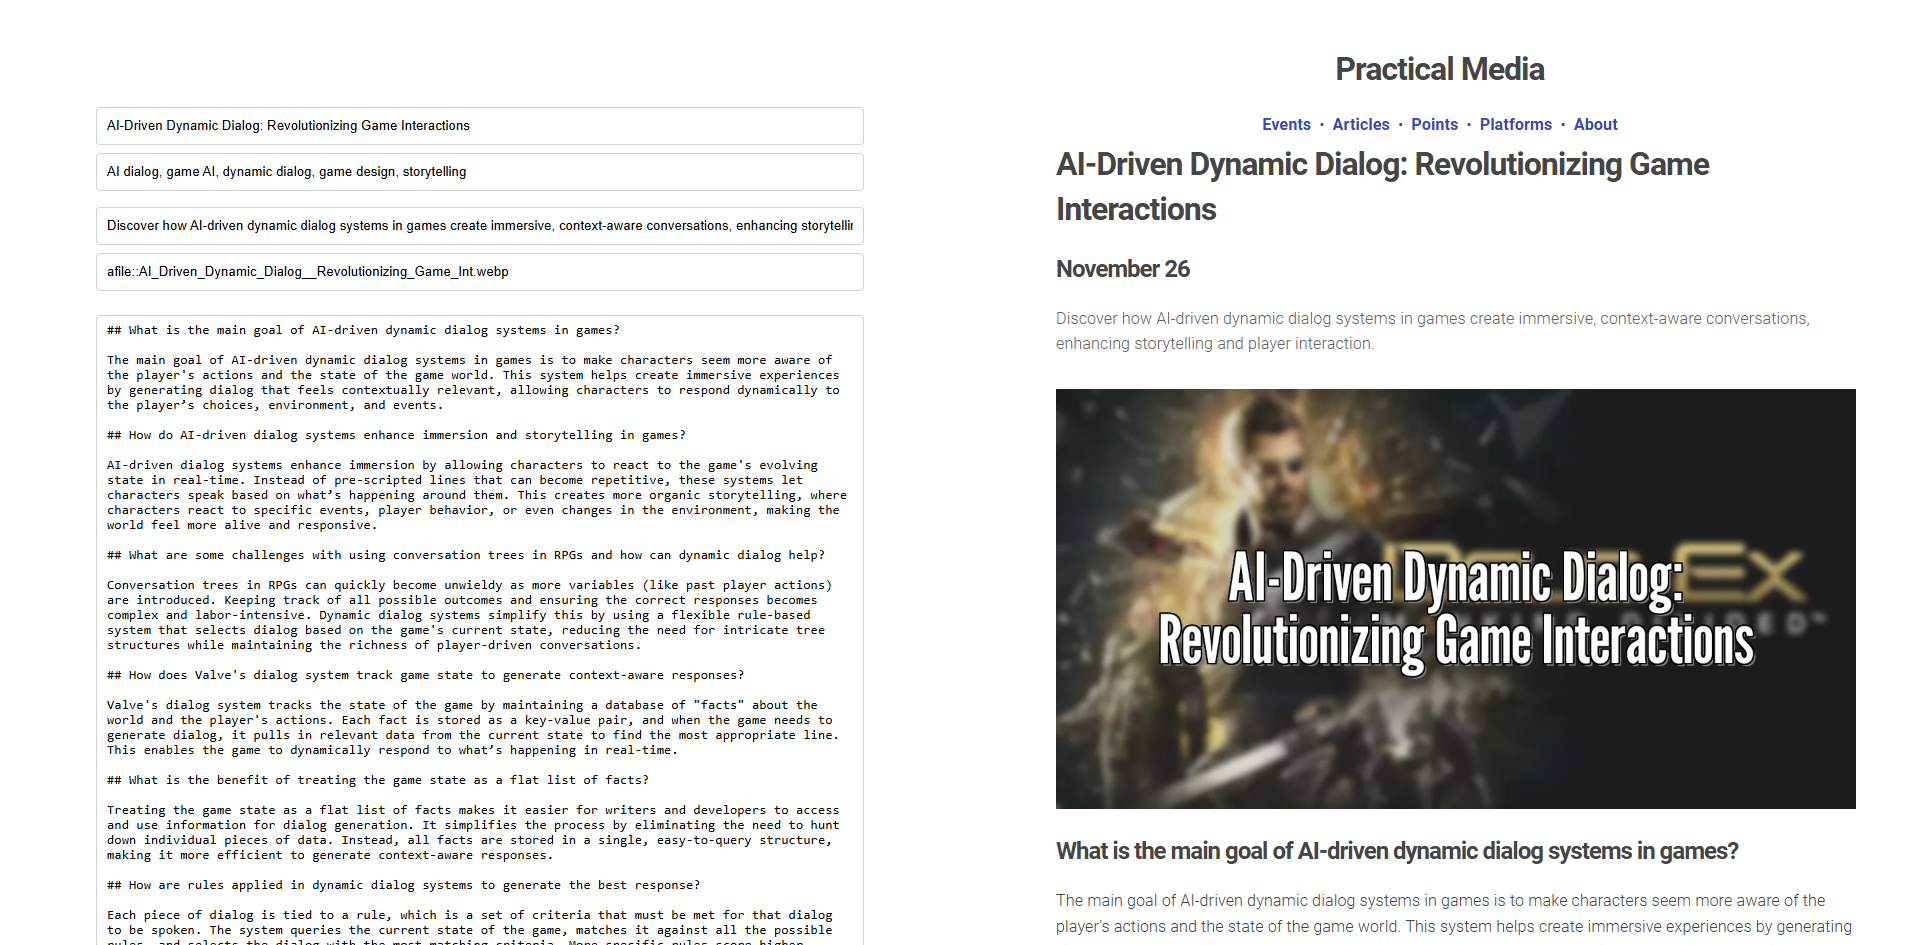 AI-Driven Dynamic Dialog: Revolutionizing Game Interactions
AI dialog, game AI, dynamic dialog, game design, storytelling
Discover how AI-driven dynamic dialog systems in games create immersive, context-aware conversations, enhancing storytellin
afile::AI_Driven_Dynamic_Dialog__Revolutionizing_Game_Int.webp
## What is the main goal of AI-driven dynamic dialog systems in games?
The main goal of AI-driven dynamic dialog systems in games is to make characters seem more aware of
the player's actions and the state of the game world. This system helps create immersive experiences
by generating dialog that feels contextually relevant, allowing characters to respond dynamically to
the player’s choices, environment, and events.
## How do AI-driven dialog systems enhance immersion and storytelling in games?
AI-driven dialog systems enhance immersion by allowing characters to react to the game's evolving
state in real-time. Instead of pre-scripted lines that can become repetitive, these systems let
characters speak based on what’s happening around them. This creates more organic storytelling, where
characters react to specific events, player behavior, or even changes in the environment, making the
world feel more alive and responsive.
## What are some challenges with using conversation trees in RPGs and how can dynamic dialog help?
Conversation trees in RPGs can quickly become unwieldy as more variables (like past player actions)
are introduced. Keeping track of all possible outcomes and ensuring the correct responses becomes
complex and labor-intensive. Dynamic dialog systems simplify this by using a flexible rule-based
system that selects dialog based on the game's current state, reducing the need for intricate tree
structures while maintaining the richness of player-driven conversations.
## How does Valve's dialog system track game state to generate context-aware responses?
Valve's dialog system tracks the state of the game by maintaining a database of "facts" about the
world and the player's actions. Each fact is stored as a key-value pair, and when the game needs to
generate dialog, it pulls in relevant data from the current state to find the most appropriate line.
This enables the game to dynamically respond to what’s happening in real-time.
## What is the benefit of treating the game state as a flat list of facts?
Treating the game state as a flat list of facts makes it easier for writers and developers to access
and use information for dialog generation. It simplifies the process by eliminating the need to hunt
down individual pieces of data. Instead, all facts are stored in a single, easy-to-query structure,
making it more efficient to generate context-aware responses.
## How are rules applied in dynamic dialog systems to generate the best response?
Each piece of dialog is tied to a rule, which is a set of criteria that must be met for that dialog
to be spoken. The system queries the current state of the game, matches it against all the possible
rules, and selects the dialog with the most matching criteria. More specific rules score higher
Practical Media
Events · Articles · Points · Platforms · About
AI-Driven Dynamic Dialog: Revolutionizing Game
Interactions
November 26
Discover how AI-driven dynamic dialog systems in games create immersive, context-aware conversations,
enhancing storytelling and player interaction.
AI-Driven Dynamic Dialog:
Revolutionizing Game Interactions
What is the main goal of AI-driven dynamic dialog systems in games?
The main goal of AI-driven dynamic dialog systems in games is to make characters seem more aware of the
player's actions and the state of the game world. This system helps create immersive experiences by generating